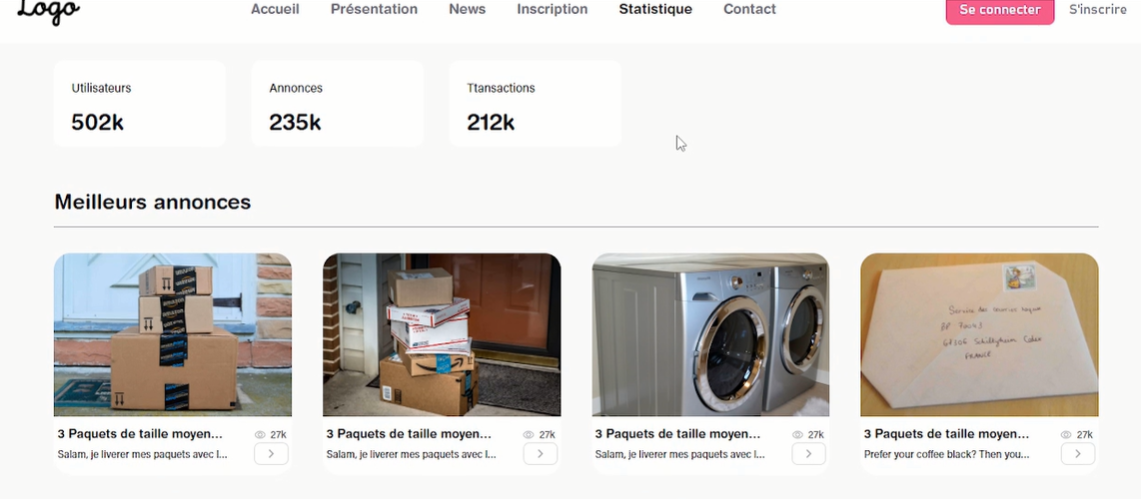 Logo
Accueil Présentation News Inscription Statistique Contact Se connecter S'inscrire
Utilisateurs Annonces Ttansactions
502k 235k 212k
Meilleurs annonces
BP 700
FRANCE
3 Paquets de taille moyen... 27k
Salam, je liverer mes paquets avec l...
3 Paquets de taille moyen... 27k
Salam, je liverer mes paquets avec l...
3 Paquets de taille moyen... 27k
Salam, je liverer mes paquets avec l...
3 Paquets de taille moyen... 27k
Prefer your coffee black? Then you...